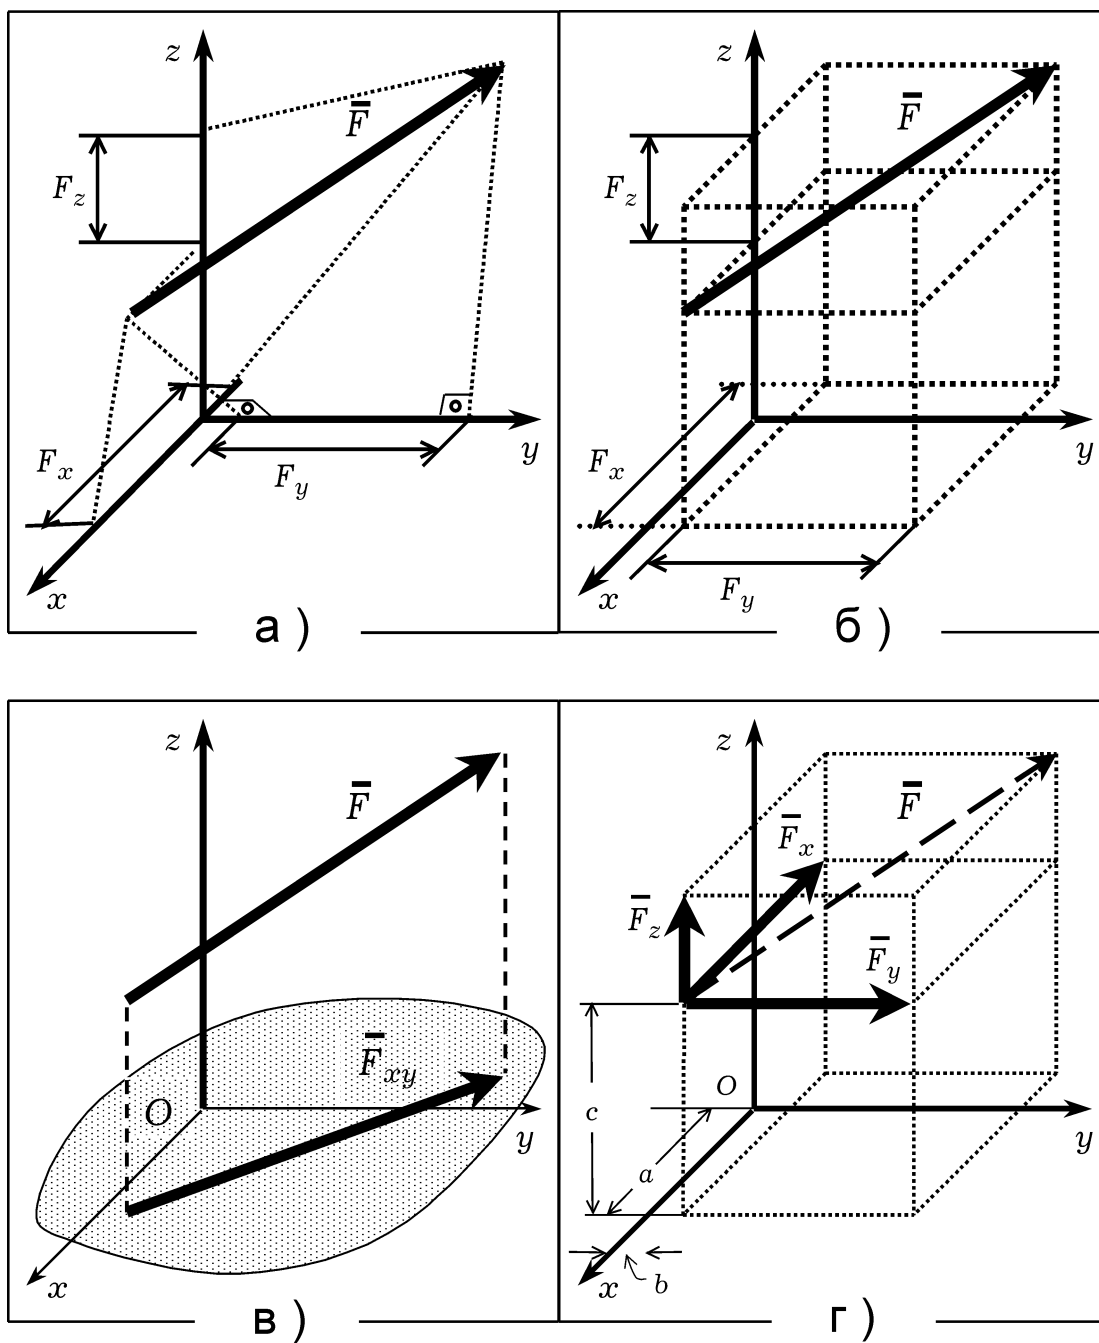 z
F̅
F_z
F_x
F_y
y
x
а )
z
F̅
F_z
F_x
F_y
y
x
б )
z
F̅
F̅_xy
O
y
x
в )
z
F̅
F̅_x
F̅_z
F̅_y
O
c
a
y
x
b
г )